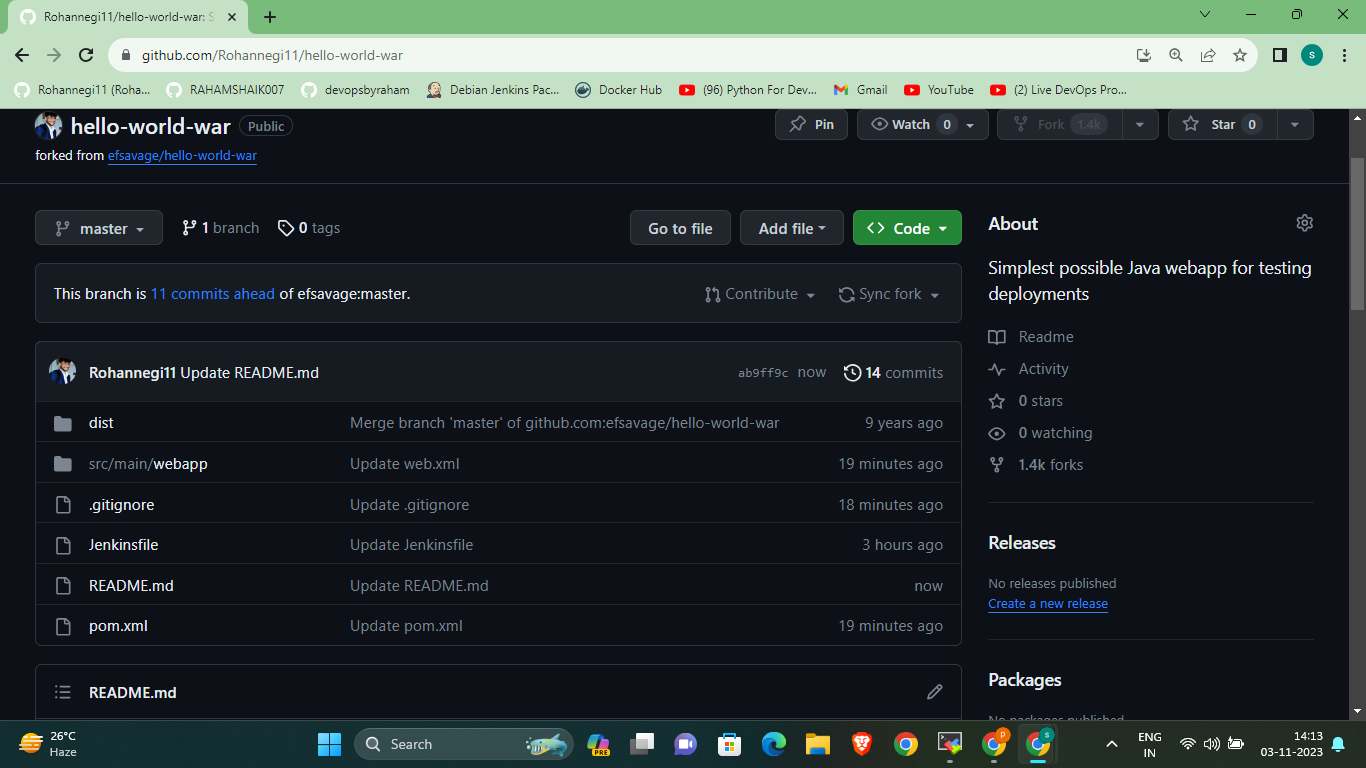 Rohannegi11/hello-world-war: S
github.com/Rohannegi11/hello-world-war
S
Rohannegi11 (Roha...
RAHAMSHAIK007
devopsbyraham
Debian Jenkins Pac...
Docker Hub
(96) Python For Dev...
Gmail
YouTube
(2) Live DevOps Pro...
hello-world-war Public
Pin
Watch 0
Fork 1.4k
Star 0
forked from efsavage/hello-world-war
master
1 branch
0 tags
Go to file
Add file
Code
This branch is 11 commits ahead of efsavage:master.
Contribute
Sync fork
Rohannegi11 Update README.md
ab9ff9c now
14 commits
dist Merge branch 'master' of github.com:efsavage/hello-world-war 9 years ago
src/main/webapp Update web.xml 19 minutes ago
.gitignore Update .gitignore 18 minutes ago
Jenkinsfile Update Jenkinsfile 3 hours ago
README.md Update README.md now
pom.xml Update pom.xml 19 minutes ago
README.md
About
Simplest possible Java webapp for testing
deployments
Readme
Activity
0 stars
0 watching
1.4k forks
Releases
No releases published
Create a new release
Packages
No packages published
26°C
Haze
Search
PRE
P
S
ENG
IN
14:13
03-11-2023